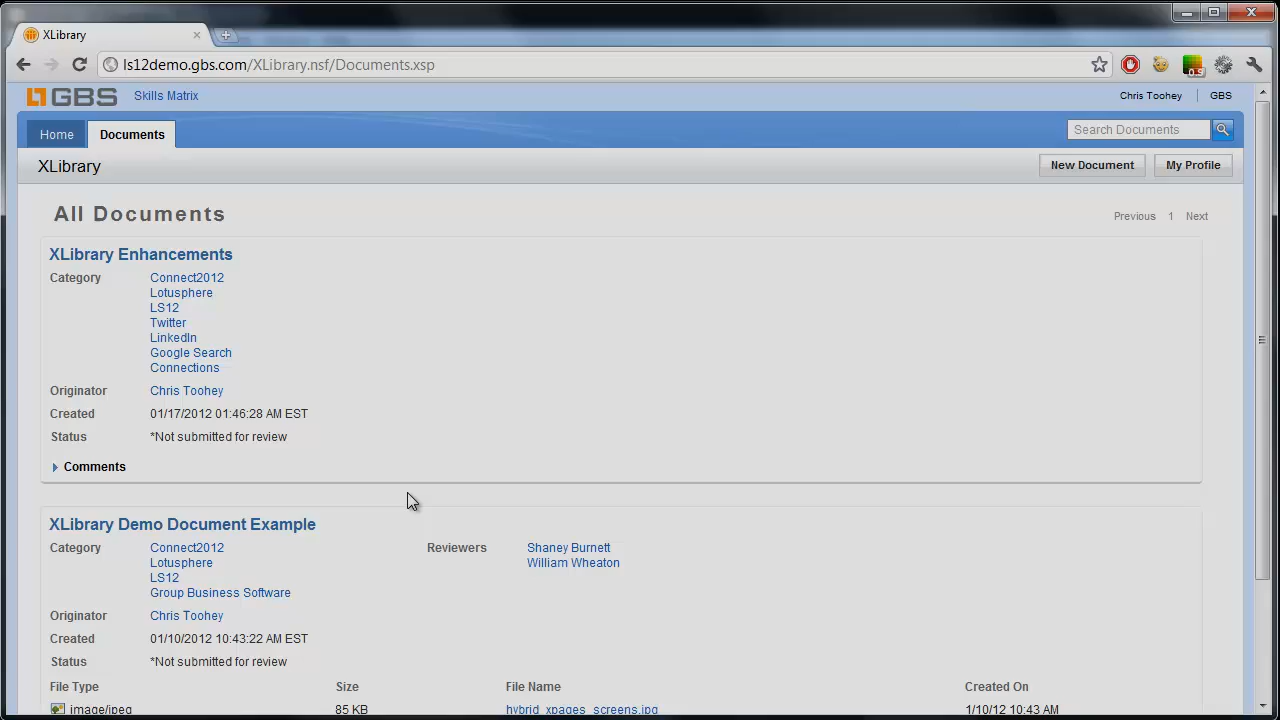 XLibrary
ls12demo.gbs.com/XLibrary.nsf/Documents.xsp
0.S
GBS Skills Matrix Chris Toohey GBS
Home Documents Search Documents
XLibrary New Document My Profile
All Documents Previous 1 Next
XLibrary Enhancements
Category Connect2012
Lotusphere
LS12
Twitter
LinkedIn
Google Search
Connections
Originator Chris Toohey
Created 01/17/2012 01:46:28 AM EST
Status *Not submitted for review
Comments
XLibrary Demo Document Example
Category Connect2012 Reviewers Shaney Burnett
Lotusphere William Wheaton
LS12
Group Business Software
Originator Chris Toohey
Created 01/10/2012 10:43:22 AM EST
Status *Not submitted for review
File Type Size File Name Created On
image/jpeg 85 KB hybrid_xpages_screens.jpg 1/10/12 10:43 AM